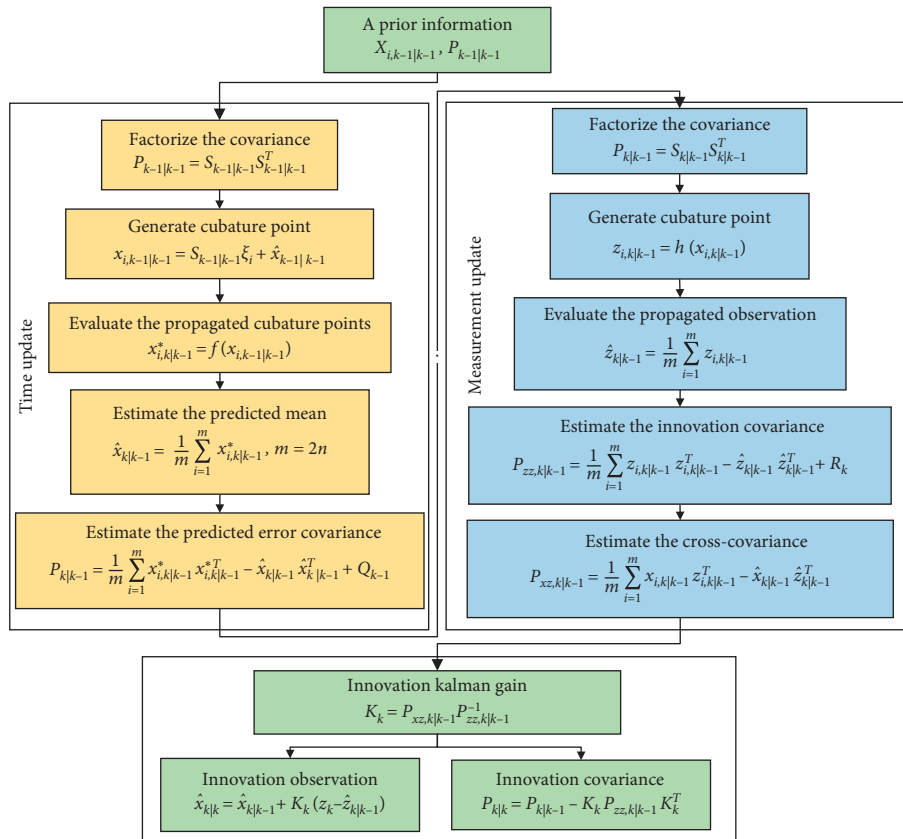 A prior information
X_{i,k–1|k–1}, P_{k–1|k–1}
Time update
Factorize the covariance
P_{k–1|k–1} = S_{k–1|k–1} S^T_{k–1|k–1}
Generate cubature point
x_{i,k–1|k–1} = S_{k–1|k–1} ξ_i + x̂_{k–1|k–1}
Evaluate the propagated cubature points
x^*_{i,k|k–1} = f (x_{i,k–1|k–1})
Estimate the predicted mean
x̂_{k|k–1} = 1/m ∑_{i=1}^{m} x^*_{i,k|k–1}, m = 2n
Estimate the predicted error covariance
P_{k|k–1} = 1/m ∑_{i=1}^{m} x^*_{i,k|k–1} x^{*T}_{i,k|k–1} – x̂_{k|k–1} x̂^T_{k|k–1} + Q_{k–1}
:
Measurement update
Factorize the covariance
P_{k|k–1} = S_{k|k–1} S^T_{k|k–1}
Generate cubature point
z_{i,k|k–1} = h (x_{i,k|k–1})
Evaluate the propagated observation
ẑ_{k|k–1} = 1/m ∑_{i=1}^{m} z_{i,k|k–1}
Estimate the innovation covariance
P_{zz,k|k–1} = 1/m ∑_{i=1}^{m} z_{i,k|k–1} z^T_{i,k|k–1} – ẑ_{k|k–1} ẑ^T_{k|k–1} + R_k
Estimate the cross-covariance
P_{xz,k|k–1} = 1/m ∑_{i=1}^{m} x_{i,k|k–1} z^T_{i,k|k–1} – x̂_{k|k–1} ẑ^T_{k|k–1}
Innovation kalman gain
K_k = P_{xz,k|k–1} P^{–1}_{zz,k|k–1}
Innovation observation
x̂_{k|k} = x̂_{k|k–1} + K_k (z_k – ẑ_{k|k–1})
Innovation covariance
P_{k|k} = P_{k|k–1} – K_k P_{zz,k|k–1} K^T_k